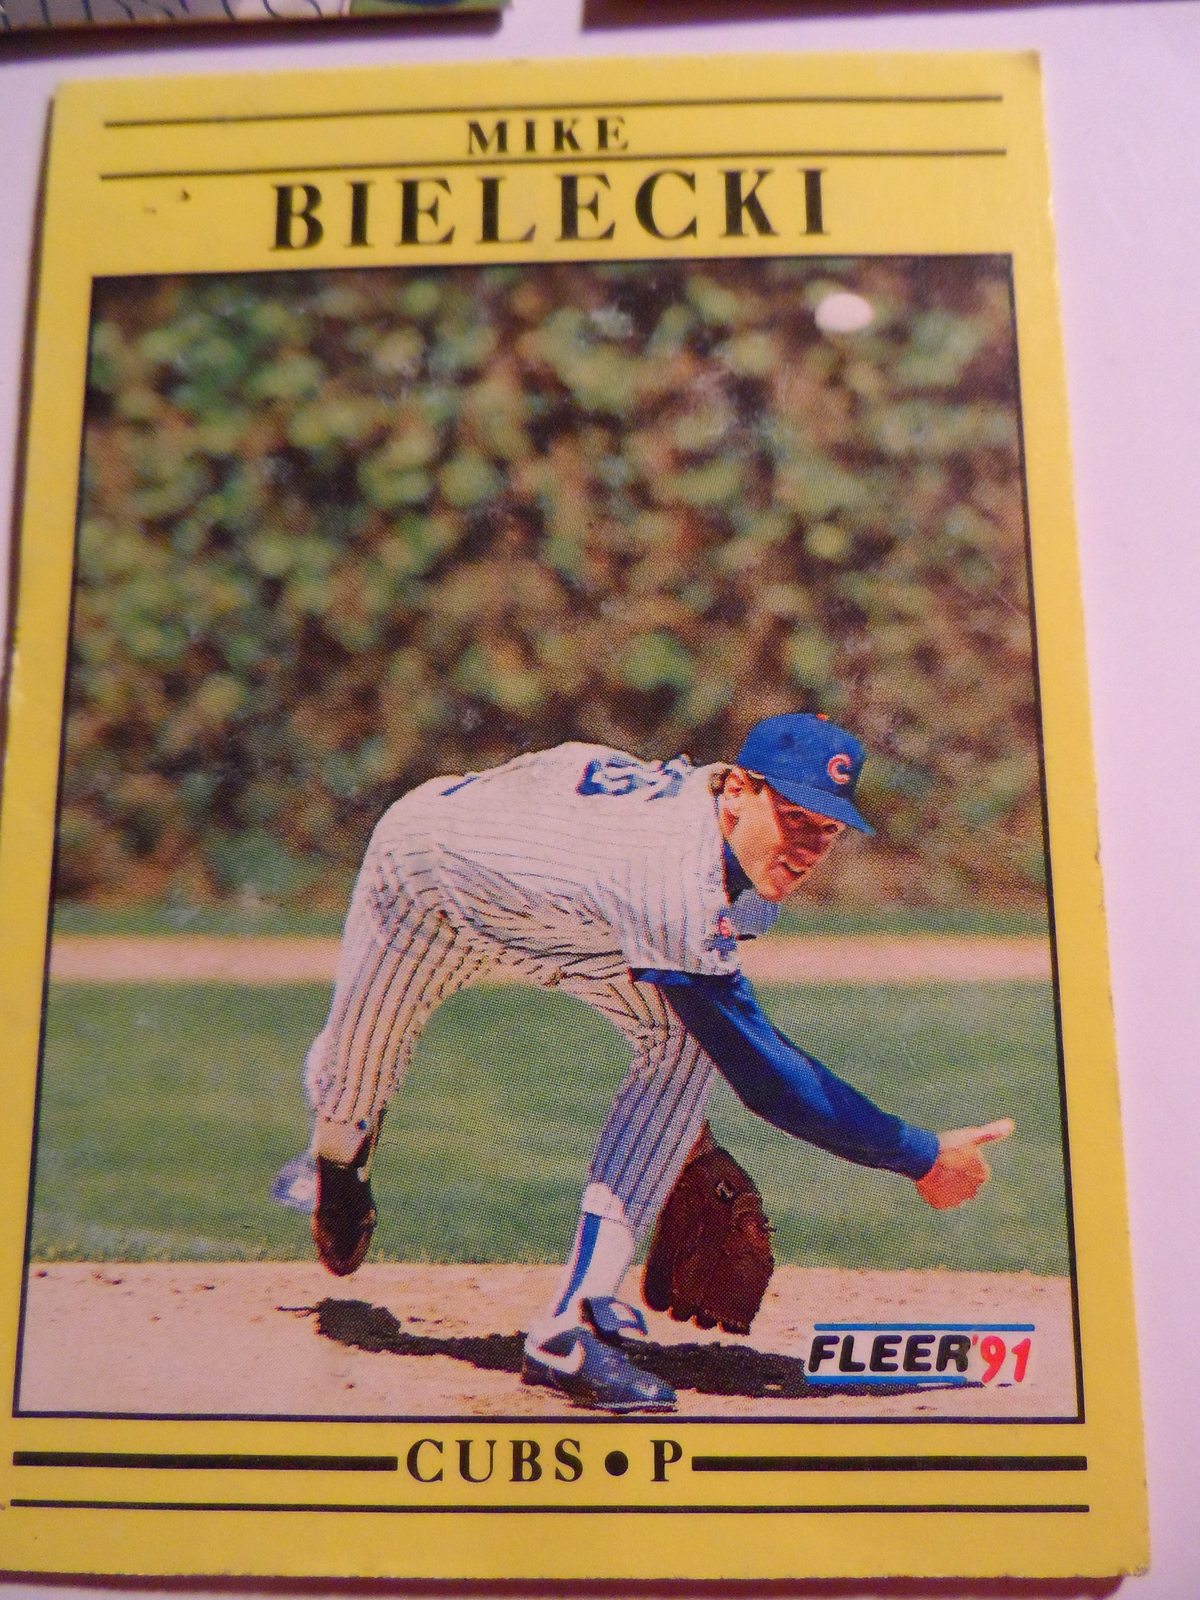 MIKE
BIELECKI
C
FLEER '91
CUBS • P